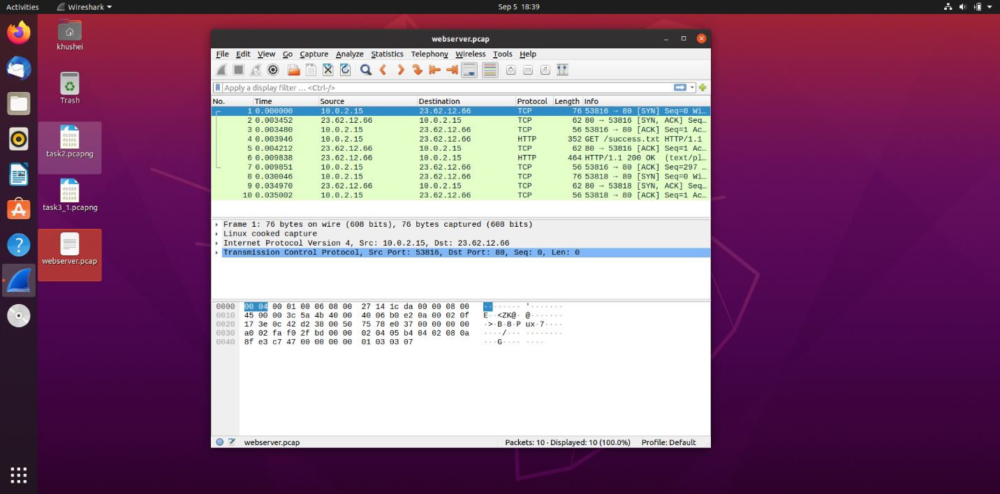 Activities Wireshark Sep 5 18:39
khushei
Trash
01010
01011
01110
task2.pcapng
01010
01011
01110
task3_1.pcapng
webserver.pcap
webserver.pcap
File Edit View Go Capture Analyze Statistics Telephony Wireless Tools Help
Apply a display filter … <Ctrl-/>
No. Time Source Destination Protocol Length Info
1 0.000000 10.0.2.15 23.62.12.66 TCP 76 53816 → 80 [SYN] Seq=0 Wi…
2 0.003452 23.62.12.66 10.0.2.15 TCP 62 80 → 53816 [SYN, ACK] Seq…
3 0.003480 10.0.2.15 23.62.12.66 TCP 56 53816 → 80 [ACK] Seq=1 Ac…
4 0.003946 10.0.2.15 23.62.12.66 HTTP 352 GET /success.txt HTTP/1.1
5 0.004212 23.62.12.66 10.0.2.15 TCP 62 80 → 53816 [ACK] Seq=1 Ac…
6 0.009838 23.62.12.66 10.0.2.15 HTTP 464 HTTP/1.1 200 OK (text/pl…
7 0.009851 10.0.2.15 23.62.12.66 TCP 56 53816 → 80 [ACK] Seq=297 …
8 0.030046 10.0.2.15 23.62.12.66 TCP 76 53818 → 80 [SYN] Seq=0 Wi…
9 0.034970 23.62.12.66 10.0.2.15 TCP 62 80 → 53818 [SYN, ACK] Seq…
10 0.035002 10.0.2.15 23.62.12.66 TCP 56 53818 → 80 [ACK] Seq=1 Ac…
Frame 1: 76 bytes on wire (608 bits), 76 bytes captured (608 bits)
Linux cooked capture
Internet Protocol Version 4, Src: 10.0.2.15, Dst: 23.62.12.66
Transmission Control Protocol, Src Port: 53816, Dst Port: 80, Seq: 0, Len: 0
0000 00 04 00 01 00 06 08 00 27 14 1c da 00 00 08 00 ········ '·······
0010 45 00 00 3c 5a 4b 40 00 40 06 b0 e2 0a 00 02 0f E··<ZK@· @·······
0020 17 3e 0c 42 d2 38 00 50 75 78 e0 37 00 00 00 00 ·>·B·8·P ux·7····
0030 a0 02 fa f0 2f bd 00 00 02 04 05 b4 04 02 08 0a ····/··· ········
0040 8f e3 c7 47 00 00 00 00 01 03 03 07 ···G···· ····
webserver.pcap Packets: 10 · Displayed: 10 (100.0%) Profile: Default